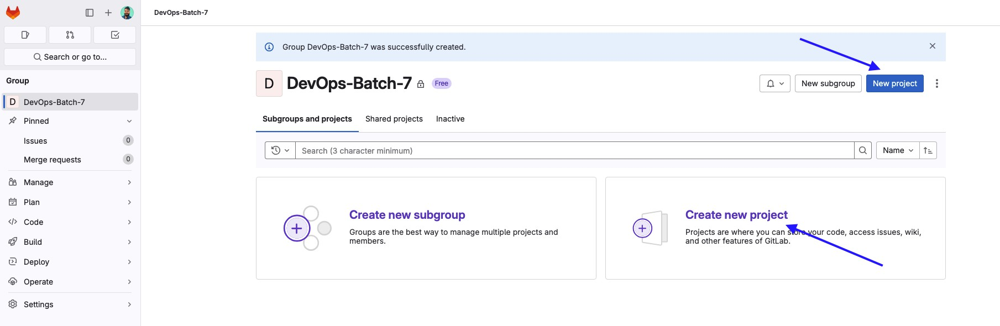 DevOps-Batch-7
Search or go to...
Group
D DevOps-Batch-7
Pinned
Issues 0
Merge requests 0
Manage
Plan
Code
Build
Deploy
Operate
Settings
Group DevOps-Batch-7 was successfully created.
D DevOps-Batch-7 Free
New subgroup New project
Subgroups and projects Shared projects Inactive
Search (3 character minimum) Name
Create new subgroup
Groups are the best way to manage multiple projects and
members.
Create new project
Projects are where you can store your code, access issues, wiki,
and other features of GitLab.